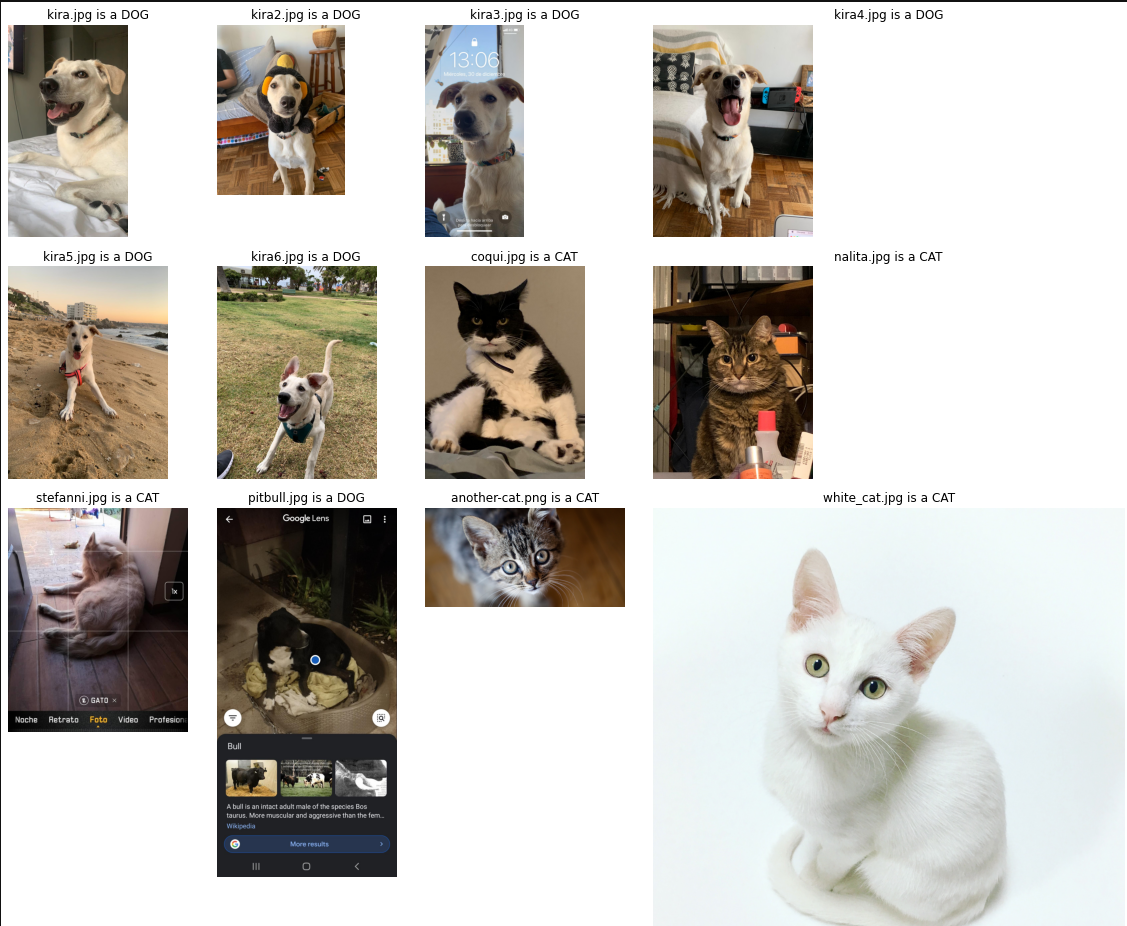 kira.jpg is a DOG
kira2.jpg is a DOG
kira3.jpg is a DOG
kira4.jpg is a DOG
13:06
kira5.jpg is a DOG
kira6.jpg is a DOG
coqui.jpg is a CAT
nalita.jpg is a CAT
stefanni.jpg is a CAT
pitbull.jpg is a DOG
another-cat.png is a CAT
white_cat.jpg is a CAT
1x
GATO ×
Noche Retrato Foto Video Profesion
Google Lens
Bull
A bull is an intact adult male of the species Bos
taurus. More muscular and aggressive than the fem...
Wikipedia
More results